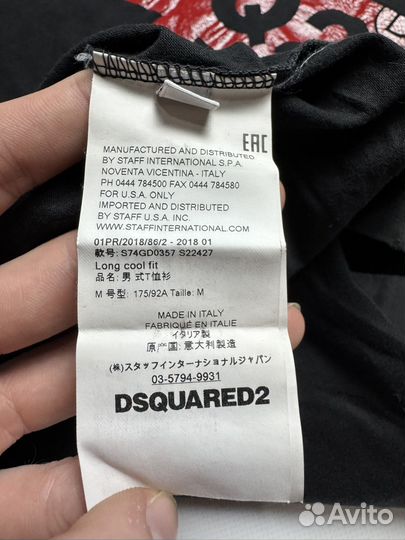 EAC
MANUFACTURED AND DISTRIBUTED
BY STAFF INTERNATIONAL S.P.A.
NOVENTA VICENTINA - ITALY
PH 0444 784500 FAX 0444 784580
FOR U.S.A. ONLY
IMPORTED AND DISTRIBUTED
BY STAFF U.S.A. INC.
WWW.STAFFINTERNATIONAL.COM
01PR/2018/86/2 - 2018 01
款号: S74GD0357 S22427
Long cool fit
品名: 男 式T恤衫
M 号型: 175/92A Taille: M
MADE IN ITALY
FABRIQUÉ EN ITALIE
イタリア製
原产国: 意大利制造
(株)スタッフインターナショナルジャパン
03-5794-9931
DSQUARED2
Avito